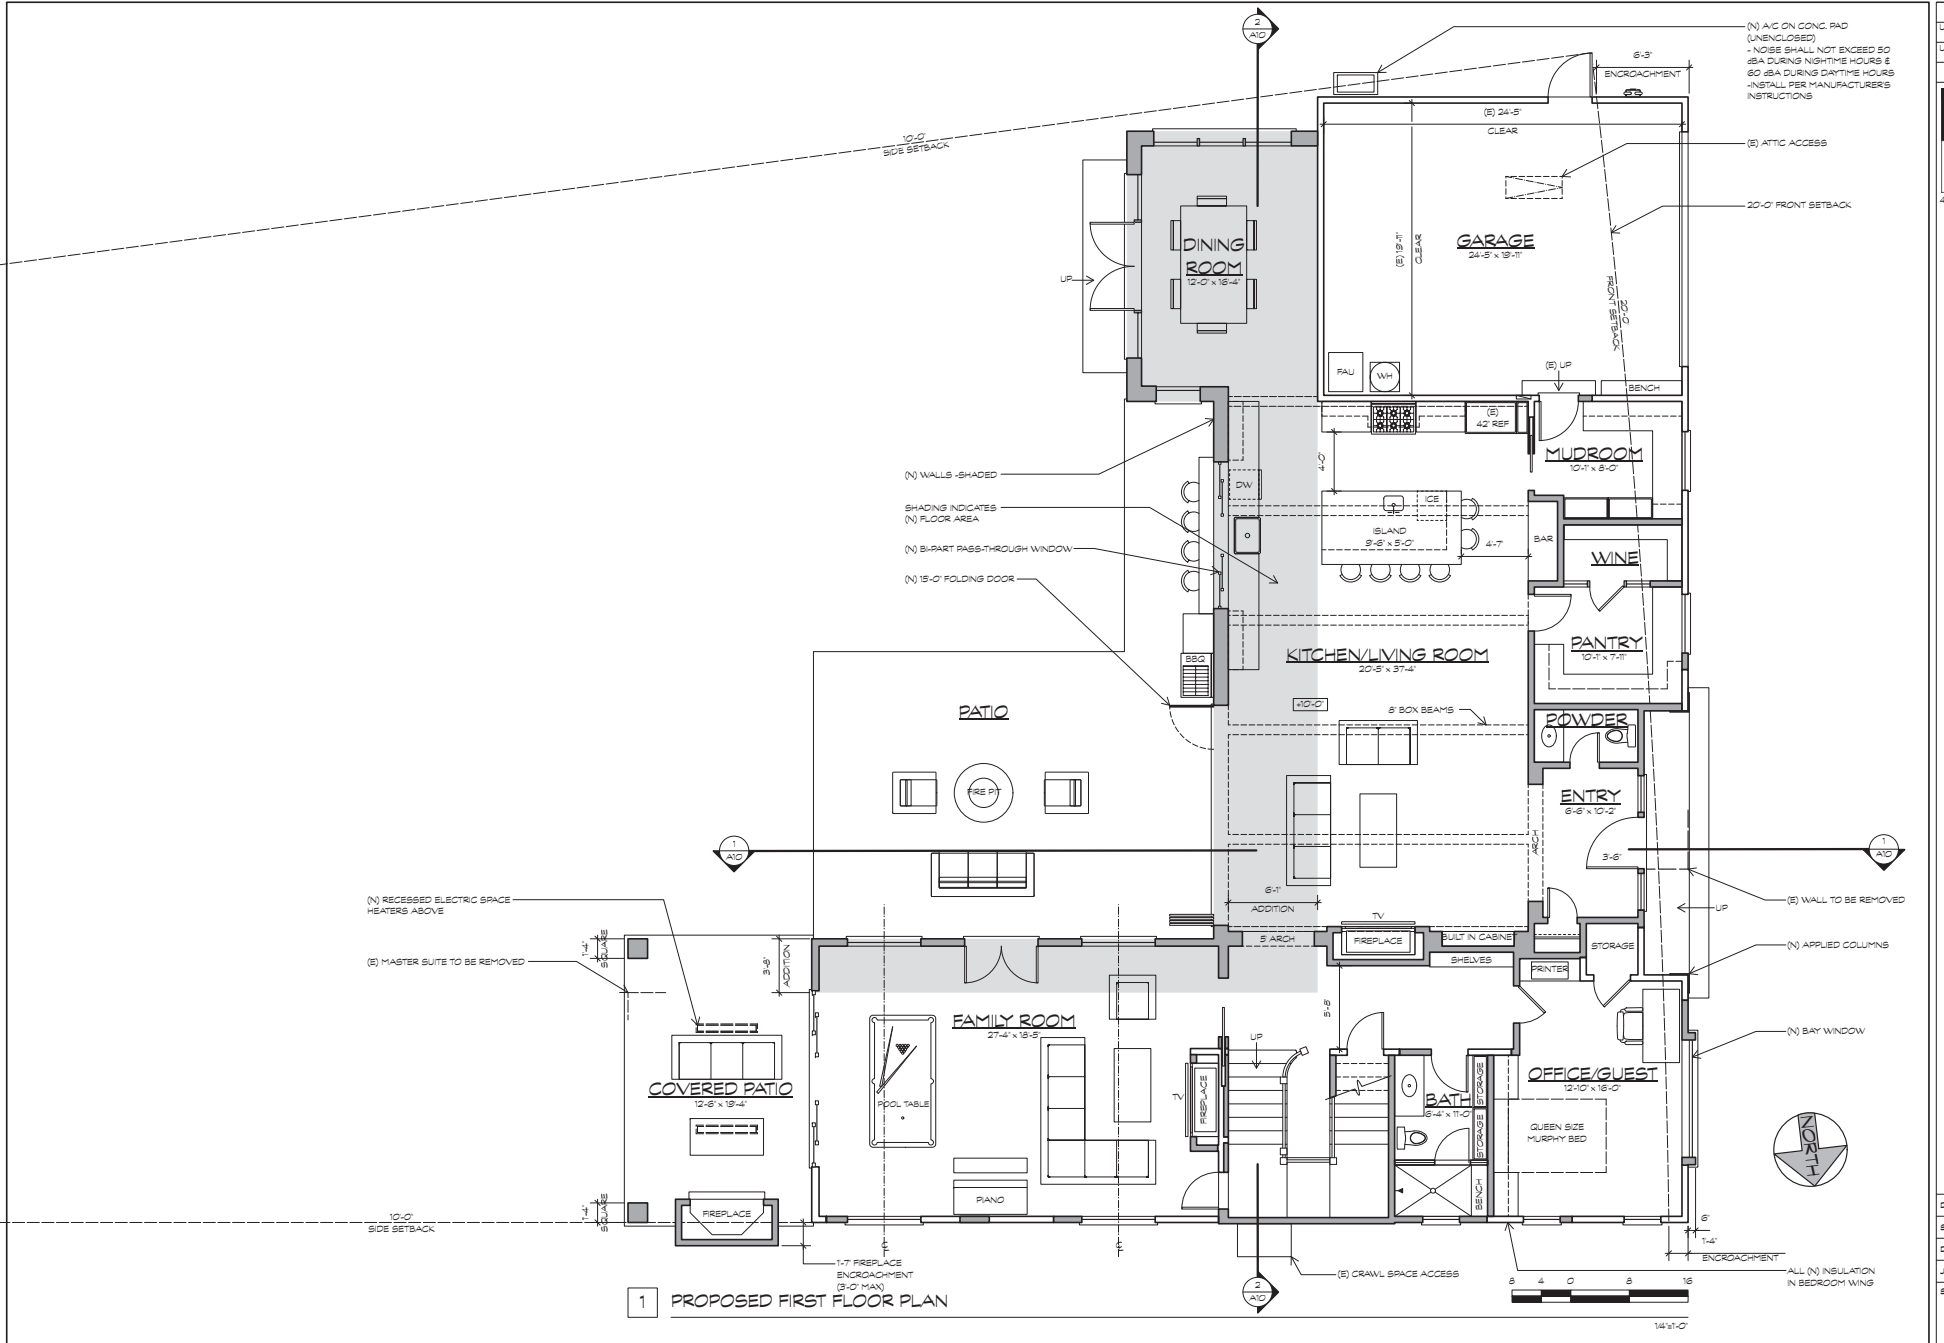 2
A10
(N) A/C ON CONC. PAD
(UNENCLOSED)
- NOISE SHALL NOT EXCEED 50
dBA DURING NIGHTIME HOURS &
60 dBA DURING DAYTIME HOURS
-INSTALL PER MANUFACTURERS
INSTRUCTIONS
6'-3"
ENCROACHMENT
(E) 24'-5"
CLEAR
10'-0"
SIDE SETBACK
(E) ATTIC ACCESS
20'-0" FRONT SETBACK
DINING
ROOM
12'-0" x 16'-4"
(E) 19'-11"
CLEAR
GARAGE
24'-5" x 19'-11"
UP
20'-0"
FRONT SETBACK
FAU
WH
(E) UP
BENCH
(E)
42" REF
MUDROOM
10'-1" x 8'-0"
4'-0"
(N) WALLS -SHADED
DW
ICE
SHADING INDICATES
(N) FLOOR AREA
ISLAND
9'-6" x 5'-0"
4'-7"
BAR
(N) BI-PART PASS-THROUGH WINDOW
WINE
(N) 15'-0" FOLDING DOOR
PANTRY
10'-1" x 7'-11"
KITCHEN/LIVING ROOM
20'-5" x 37'-4"
BBQ
+10'-0"
8" BOX BEAMS
PATIO
POWDER
FIRE PIT
ENTRY
6'-6" x 10'-2"
ARCH
3'-6"
1
A10
1
A10
6'-1"
ADDITION
(N) RECESSED ELECTRIC SPACE
HEATERS ABOVE
(E) WALL TO BE REMOVED
UP
TV
FIREPLACE
BUILT IN CABINET
5' ARCH
STORAGE
(N) APPLIED COLUMNS
1'-4"
SQUARE
3'-8"
ADDITION
(E) MASTER SUITE TO BE REMOVED
SHELVES
PRINTER
FAMILY ROOM
27'-4" x 18'-5"
5'-8"
UP
(N) BAY WINDOW
COVERED PATIO
12'-6" x 19'-4"
POOL TABLE
TV
FIREPLACE
BATH
6'-4" x 11'-0"
STORAGE
STORAGE
OFFICE/GUEST
12'-10" x 16'-0"
QUEEN SIZE
MURPHY BED
NORTH
PIANO
BENCH
1'-4"
SQUARE
FIREPLACE
10'-0"
SIDE SETBACK
6"
1'-4"
ENCROACHMENT
1'-7" FIREPLACE
ENCROACHMENT
(3'-0" MAX)
(E) CRAWL SPACE ACCESS
ALL (N) INSULATION
IN BEDROOM WING
2
A10
8 4 0 8 16
1 PROPOSED FIRST FLOOR PLAN
1/4"=1'-0"